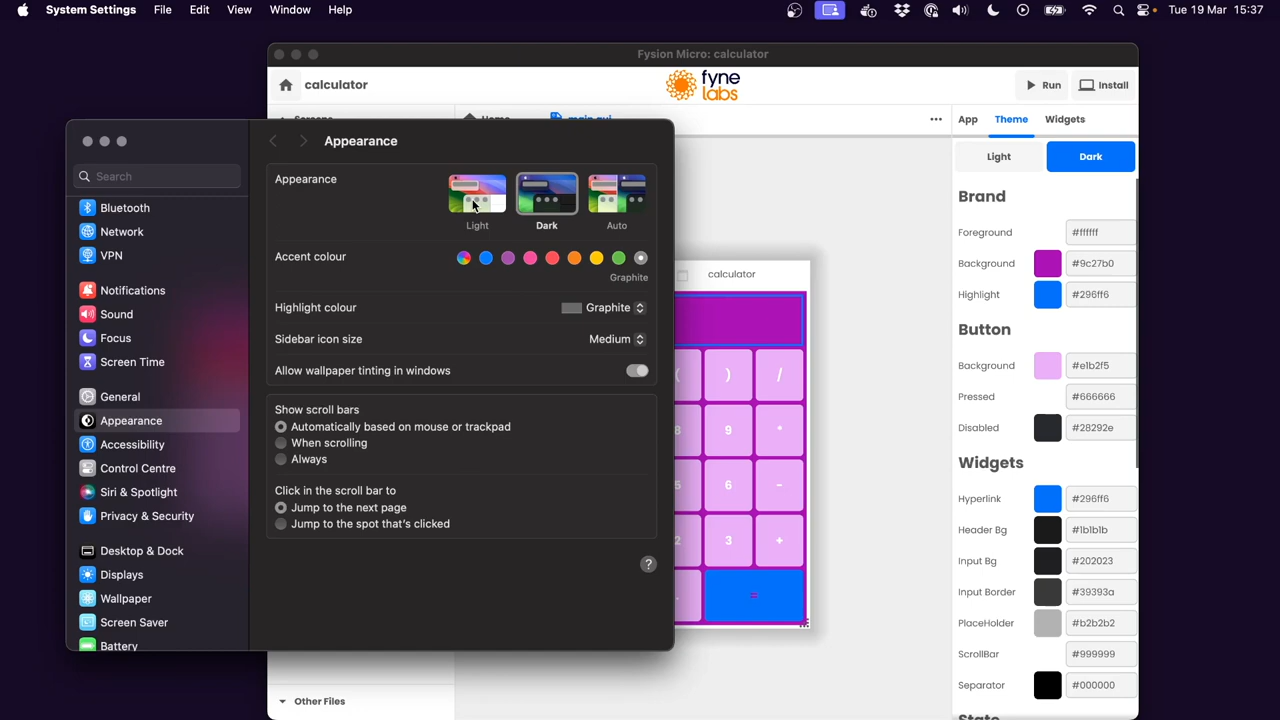 System Settings File Edit View Window Help
Tue 19 Mar 15:37
Fysion Micro: calculator
calculator
fyne
labs
Run
Install
App
Theme
Widgets
Light
Dark
Brand
Foreground #ffffff
Background #9c27b0
Highlight #296ff6
Button
Background #e1b2f5
Pressed #666666
Disabled #28292e
Widgets
Hyperlink #296ff6
Header Bg #1b1b1b
Input Bg #202023
Input Border #39393a
PlaceHolder #b2b2b2
ScrollBar #999999
Separator #000000
calculator
( ) /
8 9 *
5 6 -
2 3 +
. =
Other Files
Search
Bluetooth
Network
VPN
Notifications
Sound
Focus
Screen Time
General
Appearance
Accessibility
Control Centre
Siri & Spotlight
Privacy & Security
Desktop & Dock
Displays
Wallpaper
Screen Saver
Battery
Appearance
Appearance
Light
Dark
Auto
Accent colour
Graphite
Highlight colour
Graphite
Sidebar icon size
Medium
Allow wallpaper tinting in windows
Show scroll bars
Automatically based on mouse or trackpad
When scrolling
Always
Click in the scroll bar to
Jump to the next page
Jump to the spot that's clicked
?